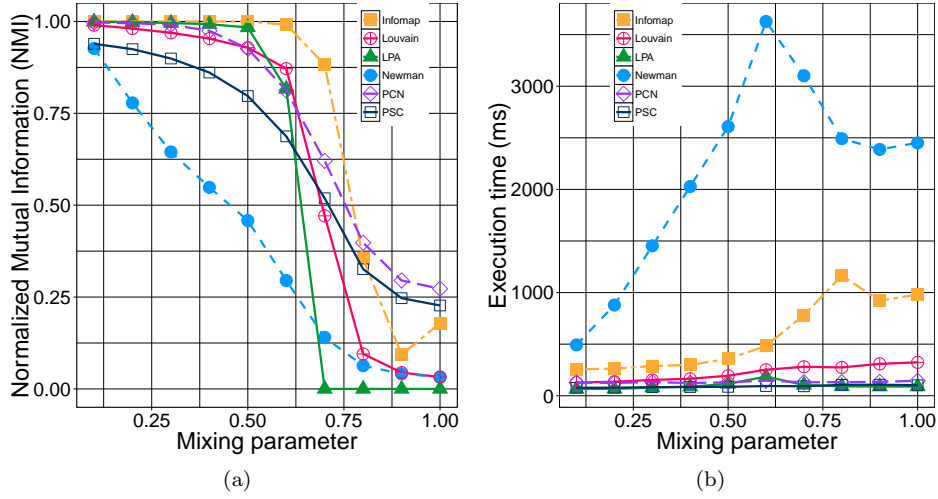 Normalized Mutual Information (NMI)
1.00
0.75
0.50
0.25
0.00
0.25
0.50
0.75
1.00
Mixing parameter
Infomap
Louvain
LPA
Newman
PCN
PSC
(a)
Execution time (ms)
3000
2000
1000
0
0.25
0.50
0.75
1.00
Mixing parameter
Infomap
Louvain
LPA
Newman
PCN
PSC
(b)